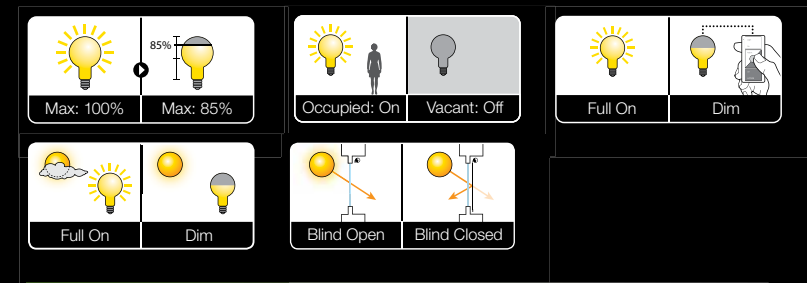 85%
Max: 100%
Max: 85%
Occupied: On
Vacant: Off
Full On
Dim
Full On
Dim
Blind Open
Blind Closed